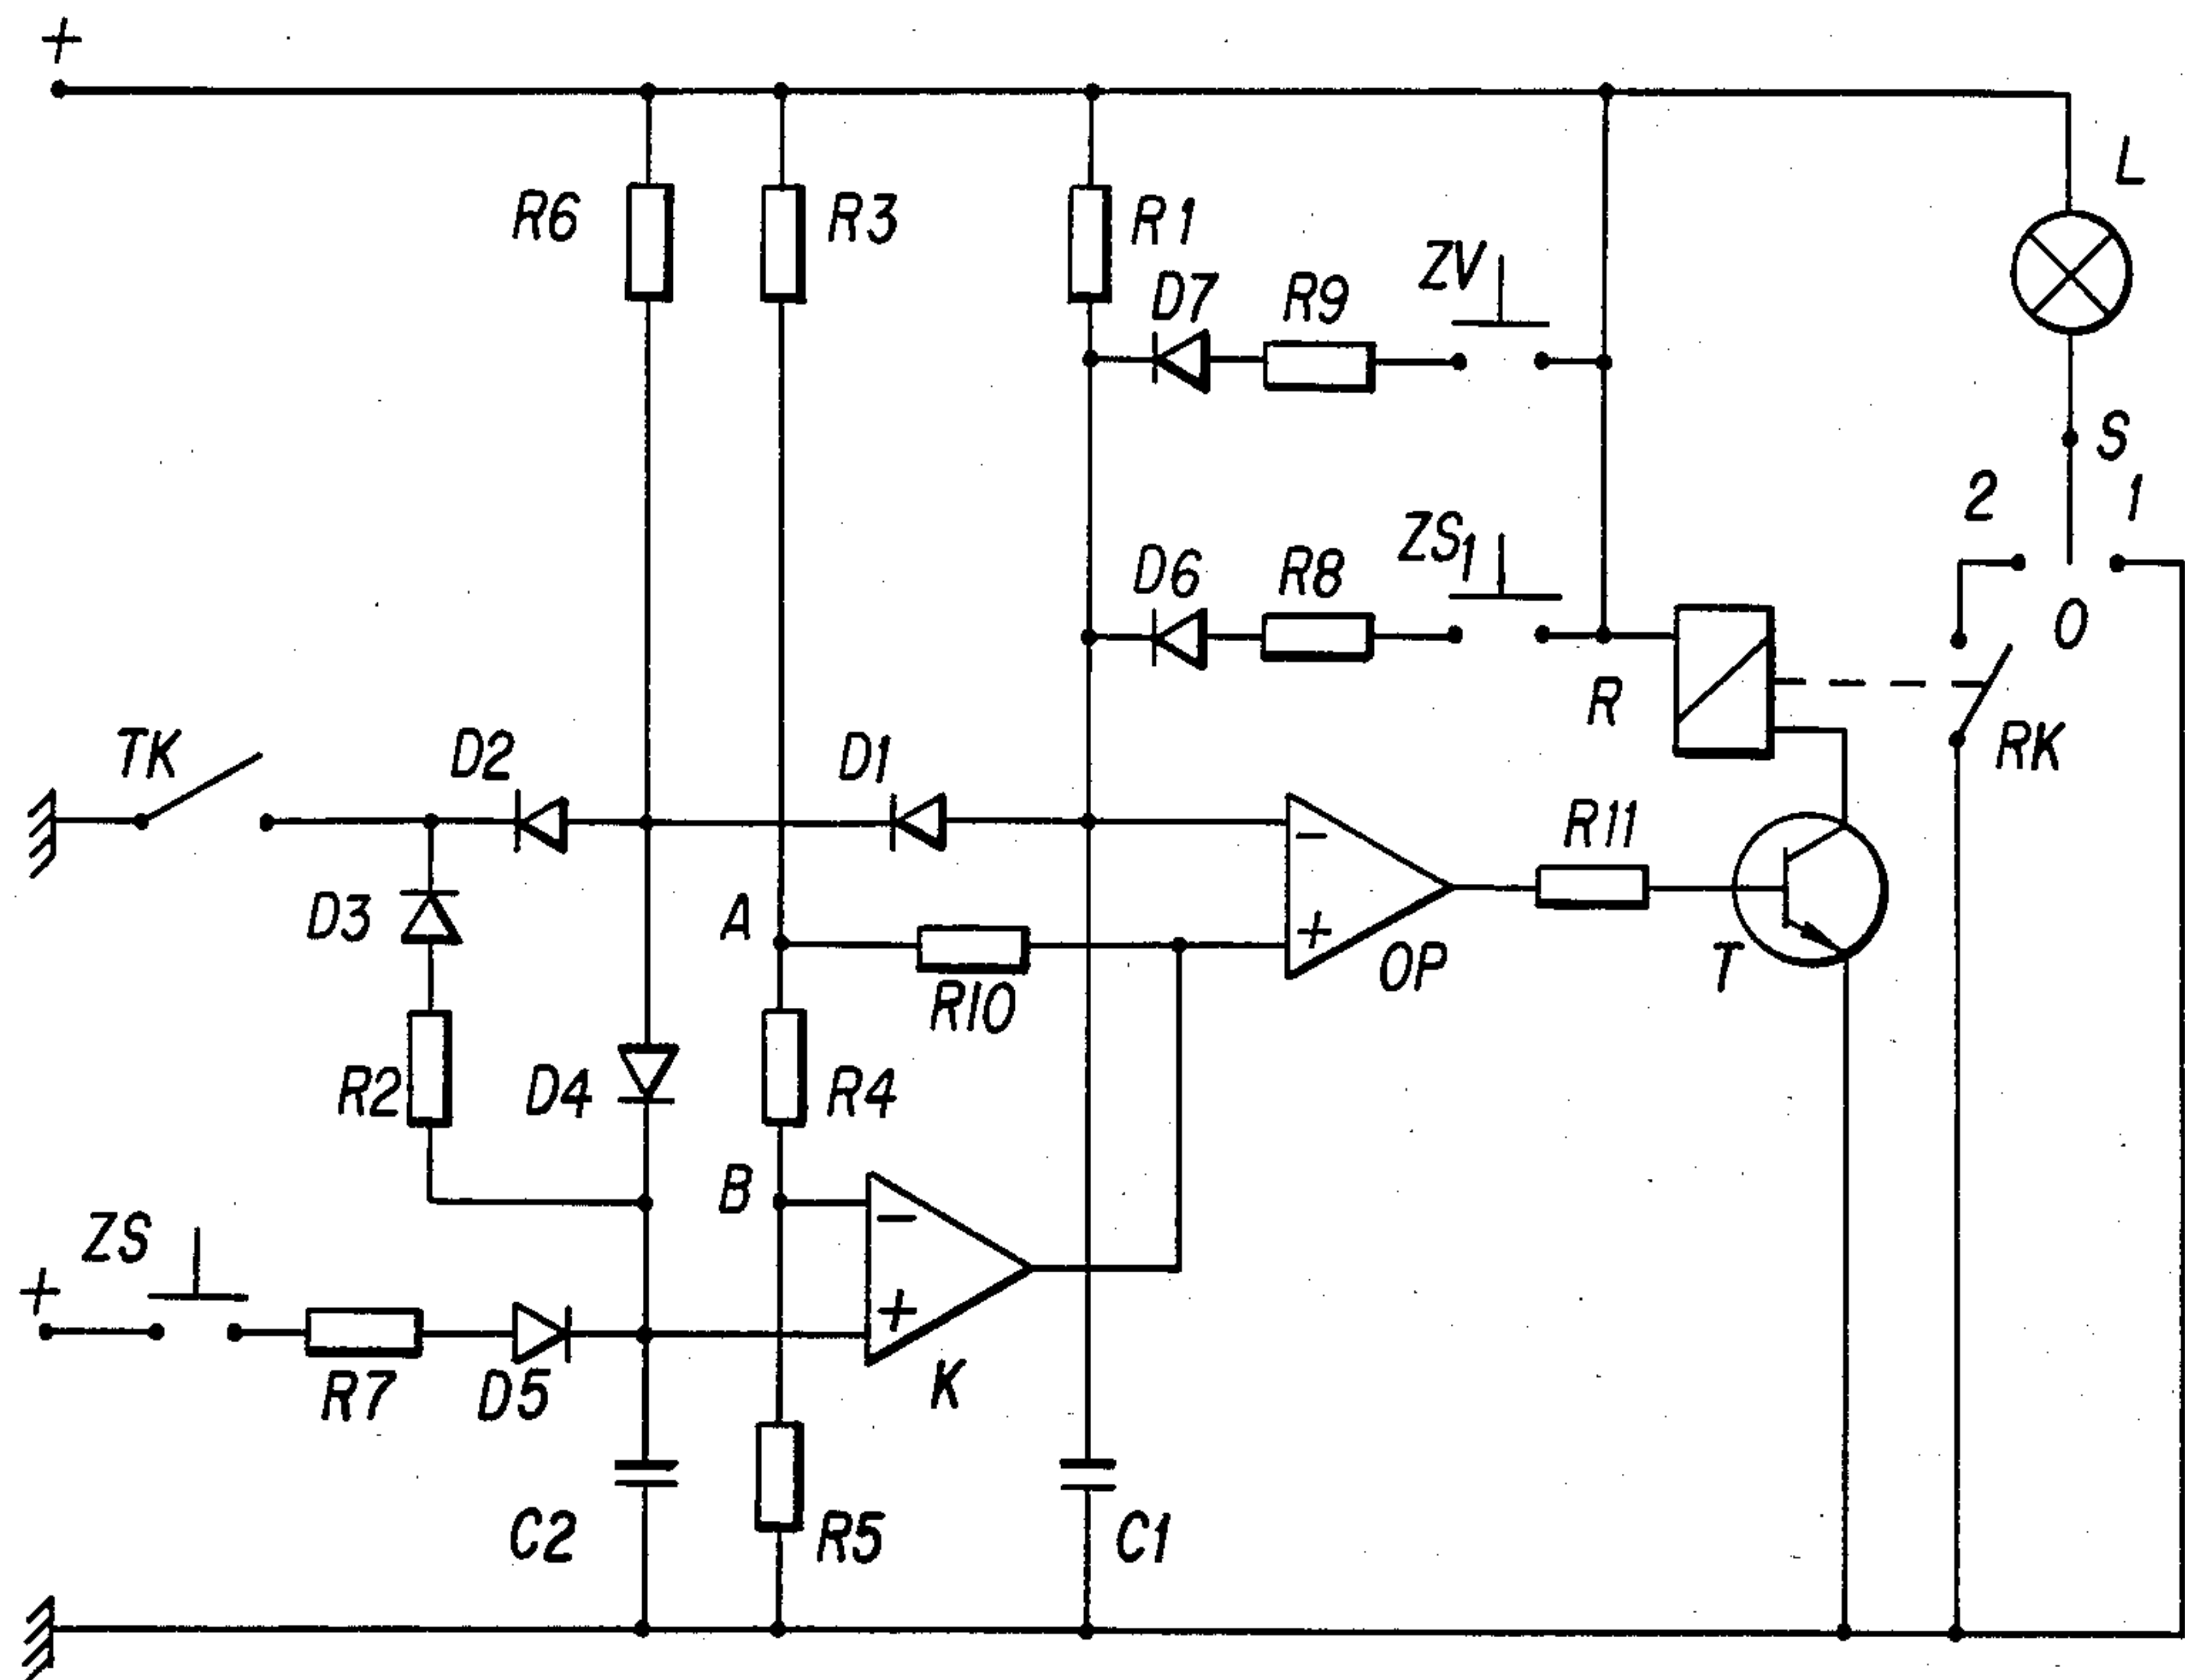 +
L
R6
R3
R1
D7
R9
ZV
S
2
1
D6
R8
ZS1
0
R
RK
TK
D2
D1
R11
D3
A
OP
T
R10
R2
D4
R4
B
ZS
+
K
R7
D5
C2
R5
C1
−
+
−
+